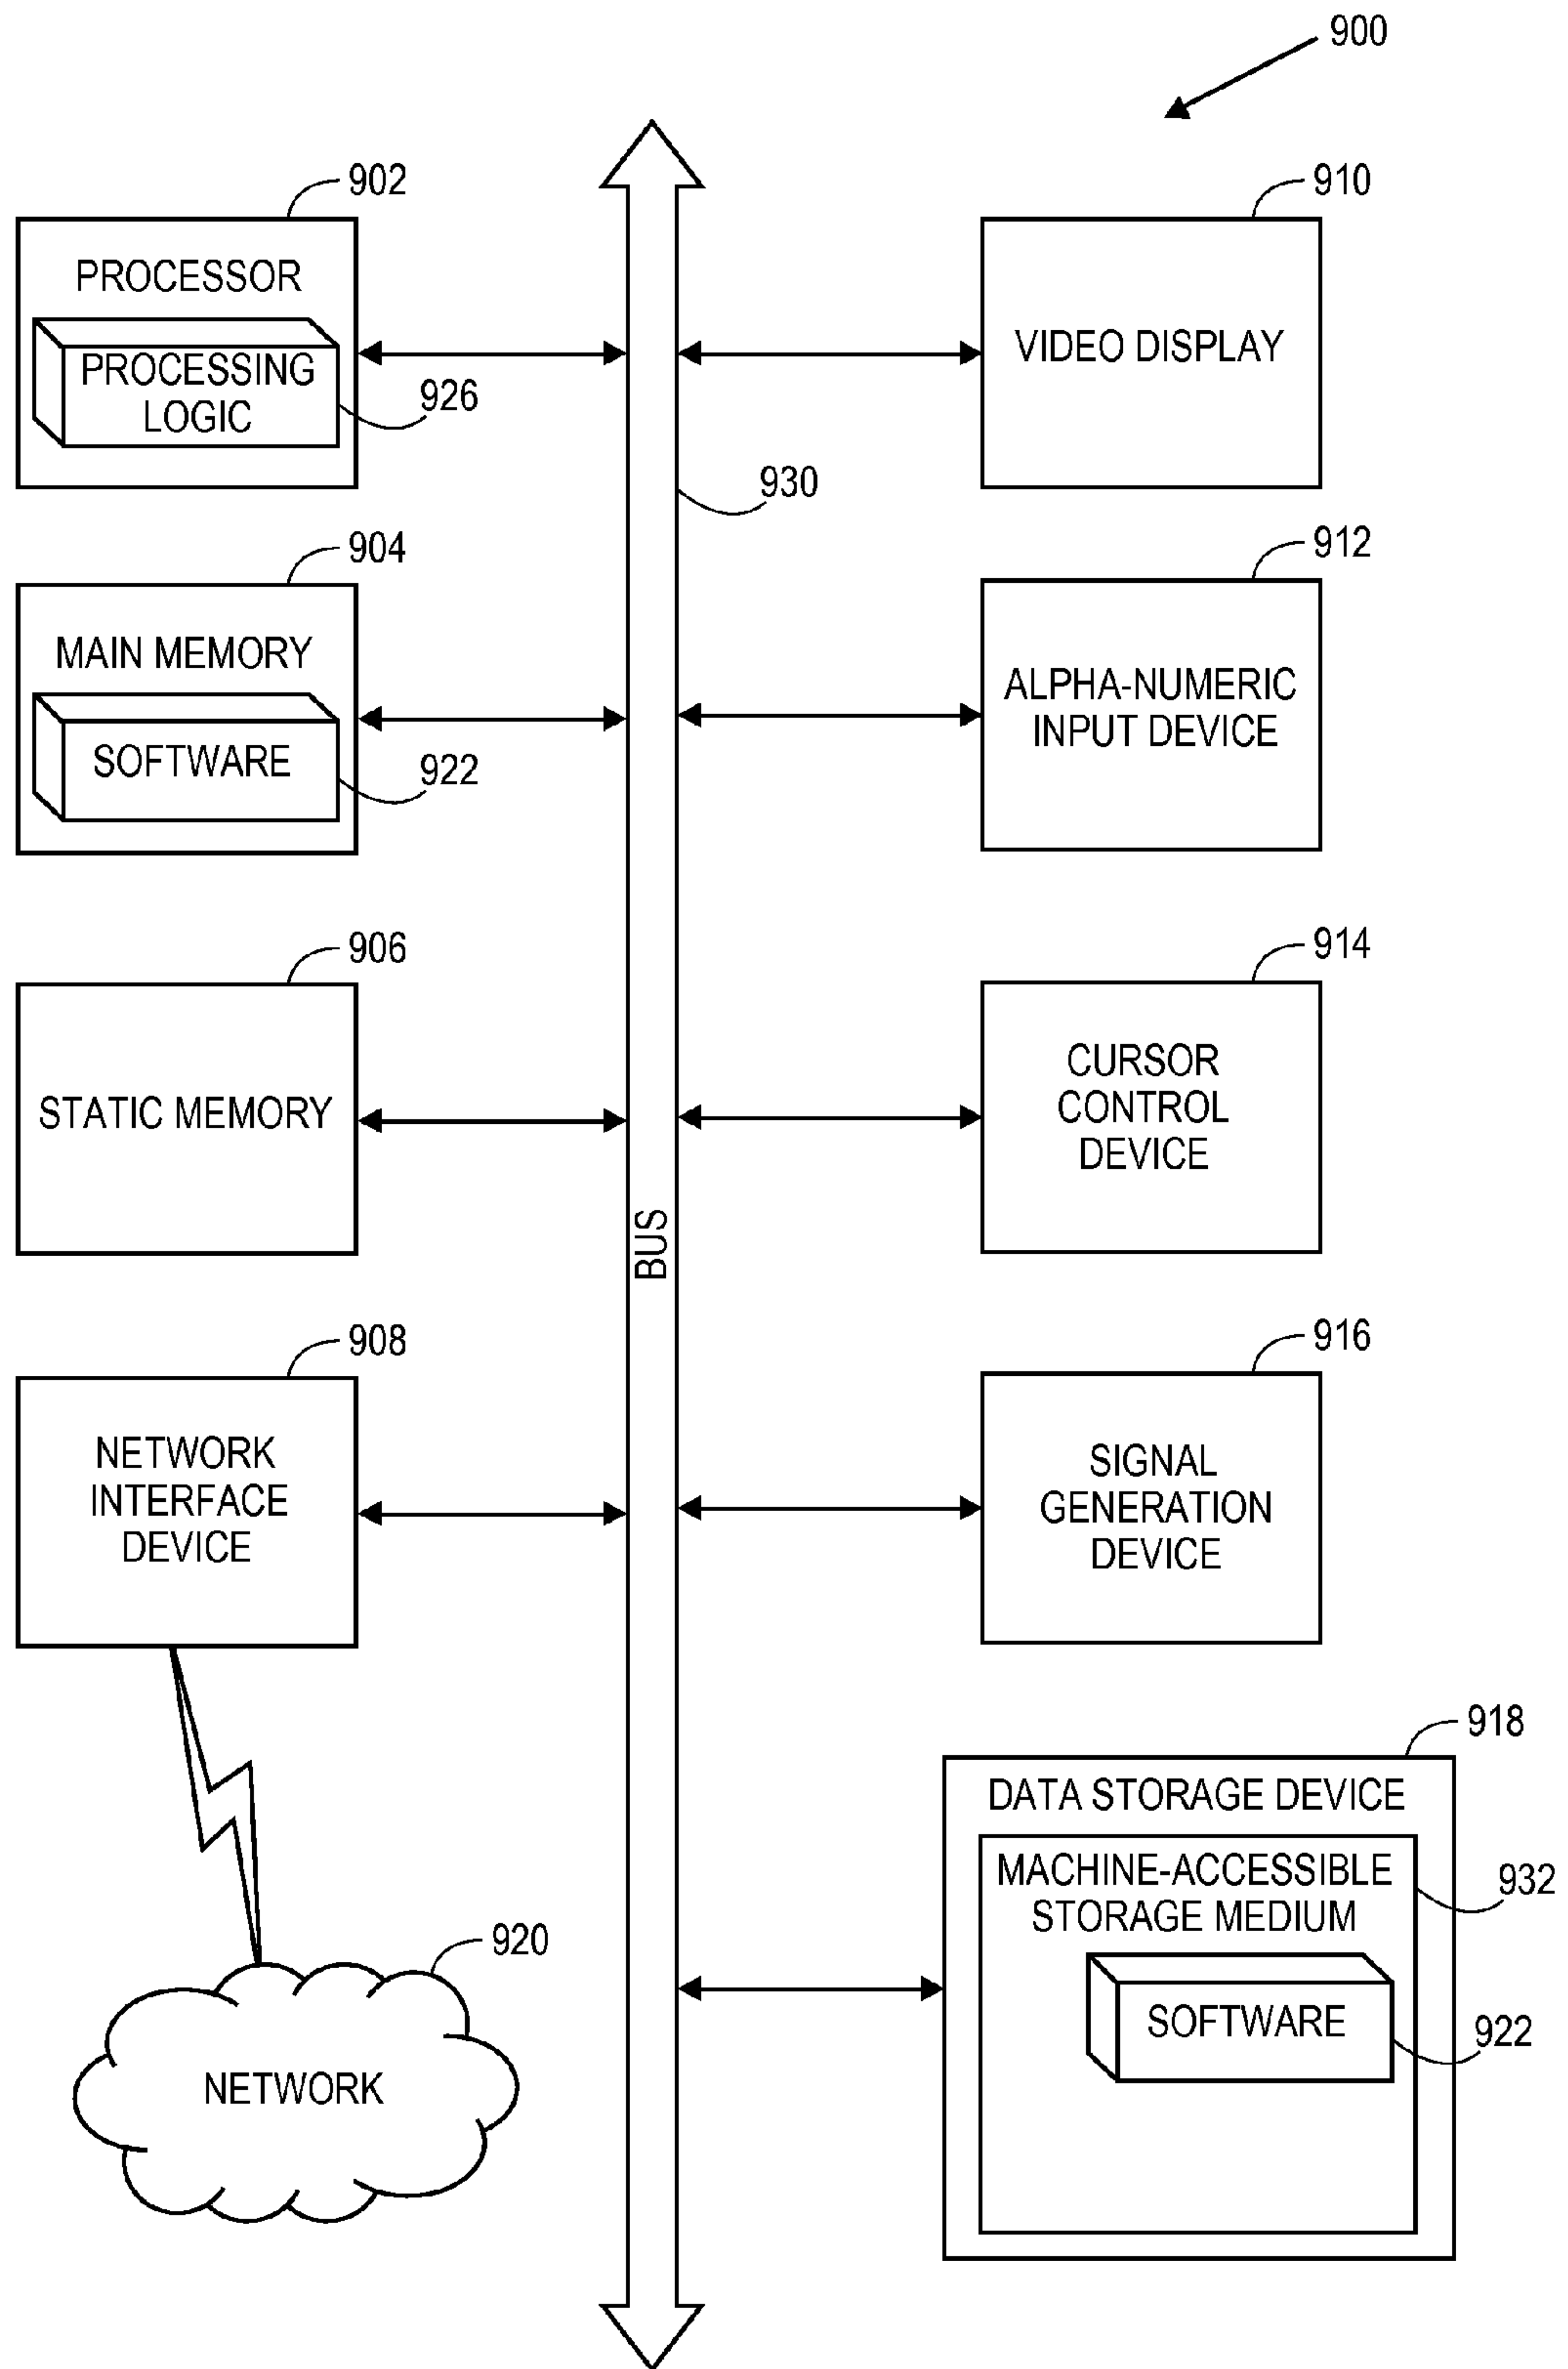 900
902
PROCESSOR
PROCESSING
LOGIC
926
904
MAIN MEMORY
SOFTWARE
922
906
STATIC MEMORY
908
NETWORK
INTERFACE
DEVICE
920
NETWORK
930
BUS
910
VIDEO DISPLAY
912
ALPHA-NUMERIC
INPUT DEVICE
914
CURSOR
CONTROL
DEVICE
916
SIGNAL
GENERATION
DEVICE
918
DATA STORAGE DEVICE
MACHINE-ACCESSIBLE
STORAGE MEDIUM
932
SOFTWARE
922